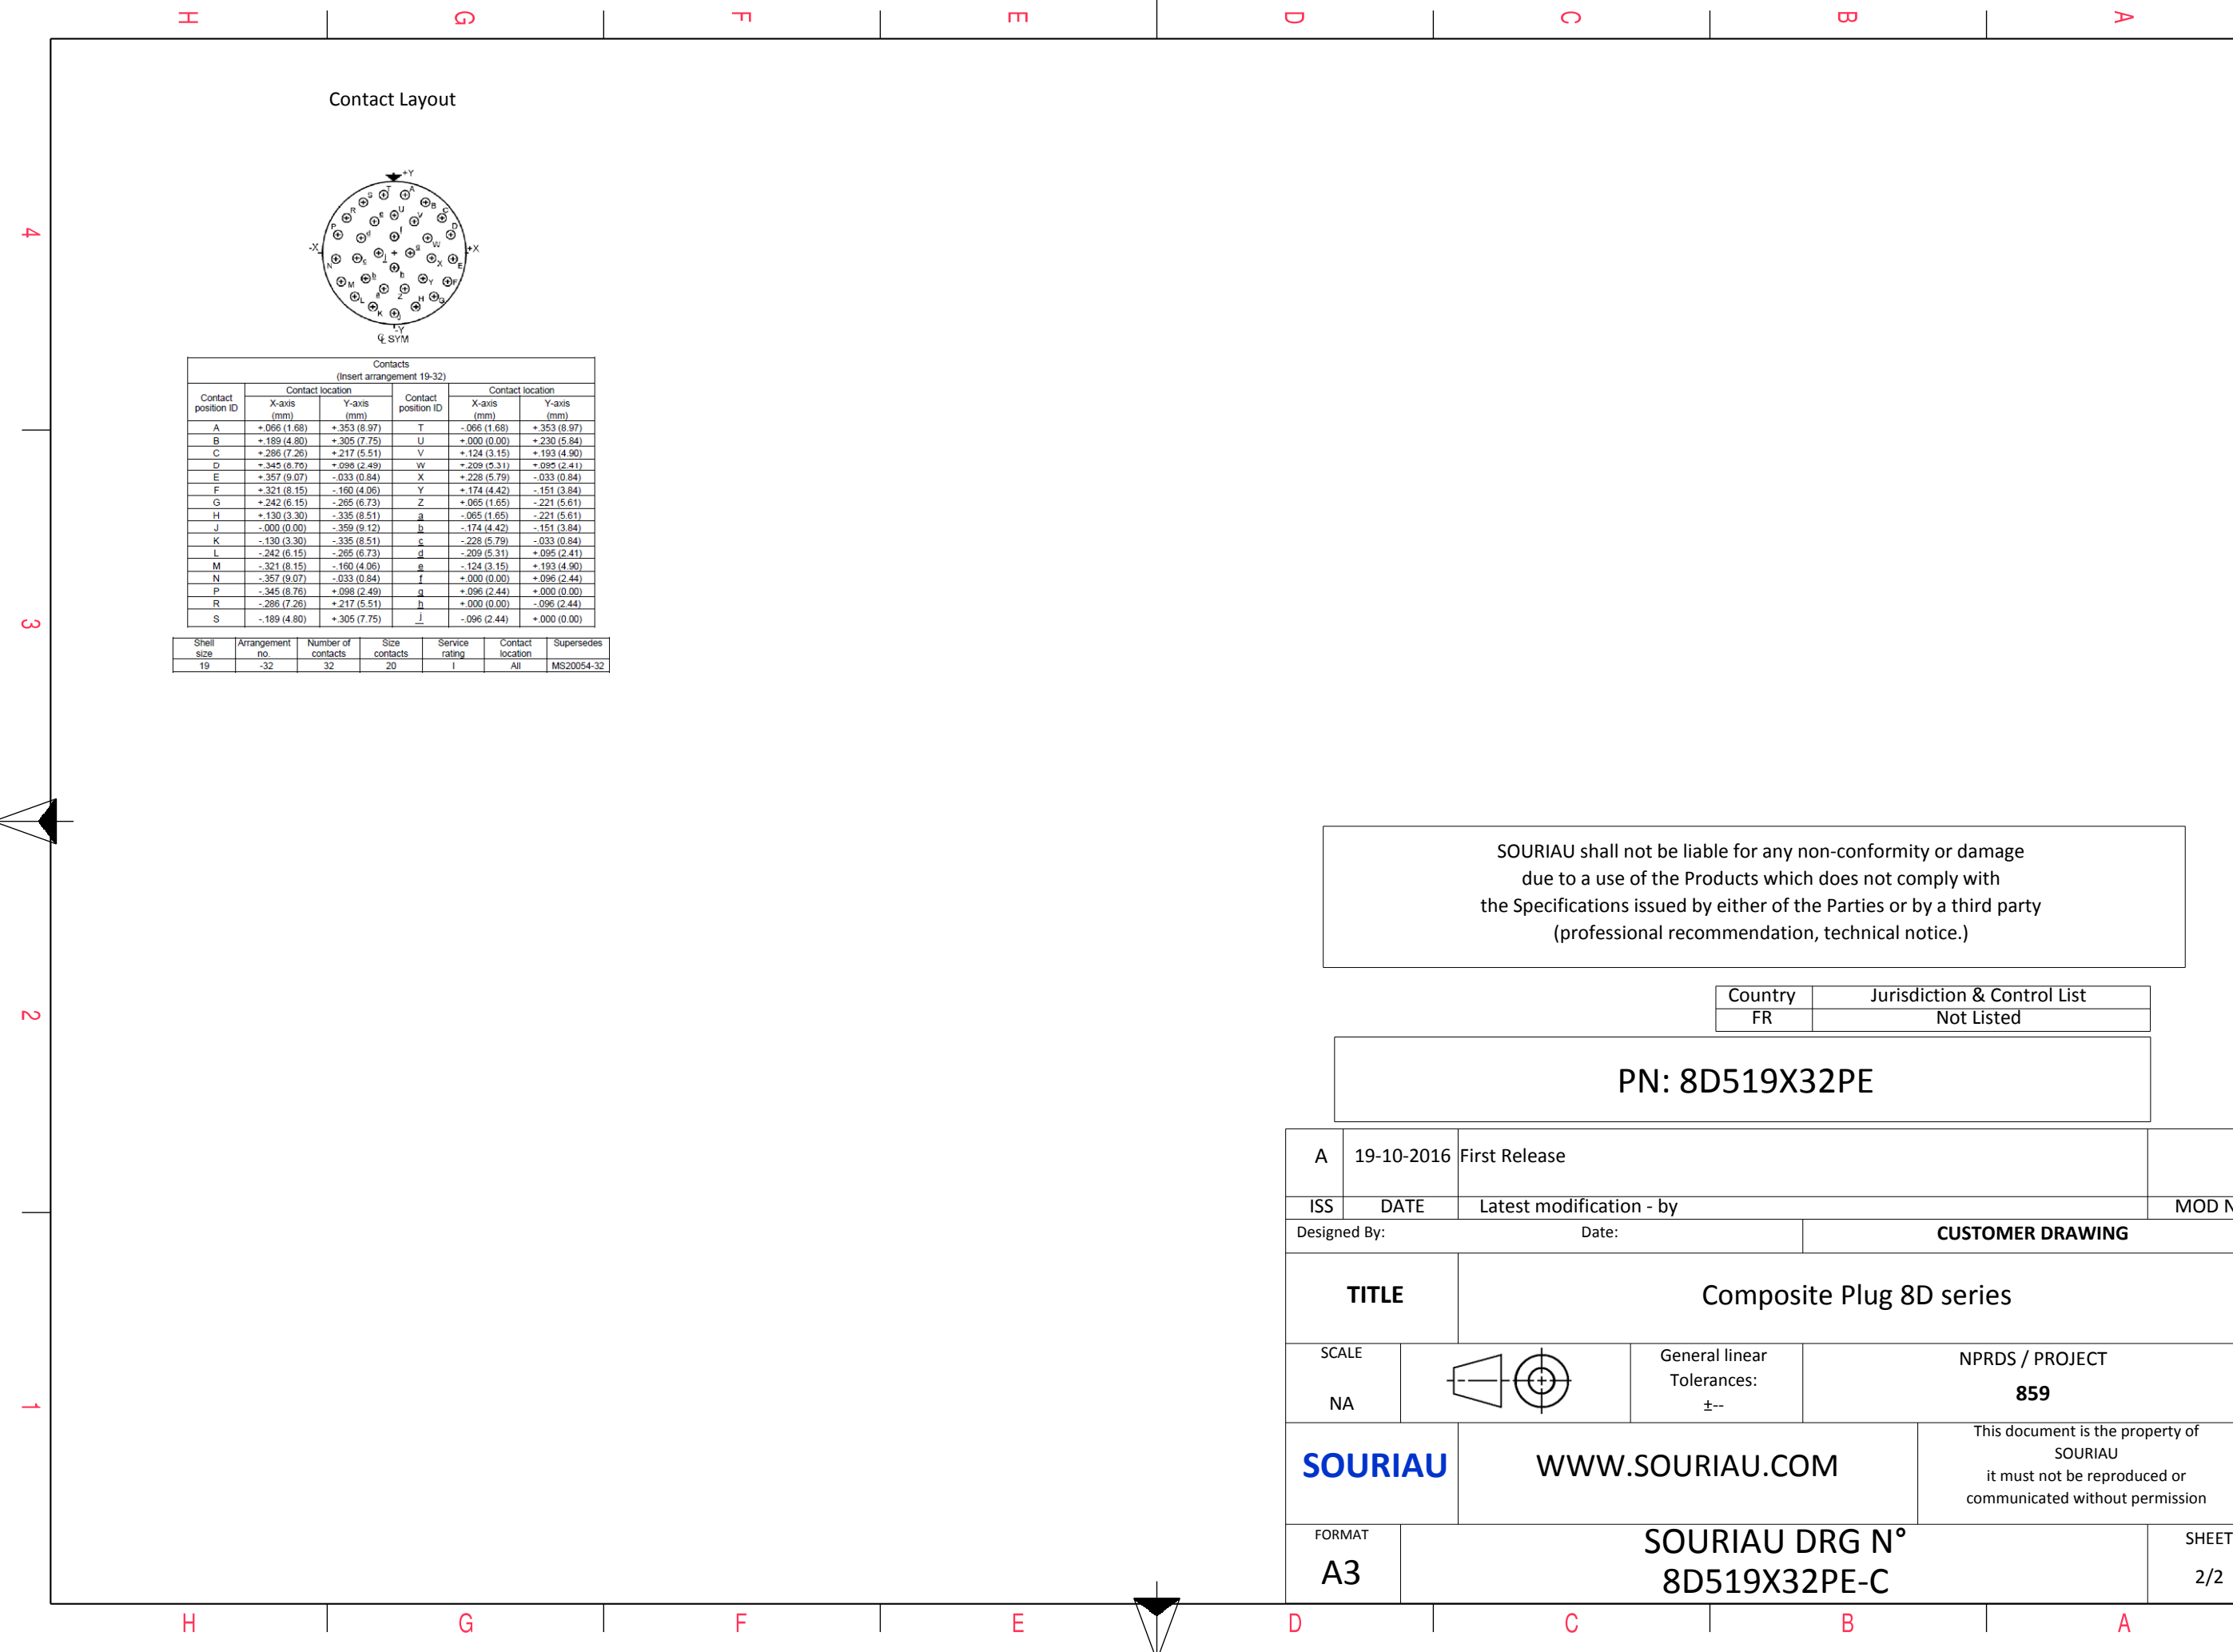 H G F E D C B A
Contact Layout
+Y
T A
S B
R e U V C
P d f W D
-X +X
j g
N c X E
M b h Y F
L a Z G
K J H
-Y
℄ SYM
4
3
2
1
Contacts
(Insert arrangement 19-32)
Contact position ID | Contact location | Contact position ID | Contact location
X-axis (mm) | Y-axis (mm) | X-axis (mm) | Y-axis (mm)
A +.066 (1.68) +.353 (8.97) T -.066 (1.68) +.353 (8.97)
B +.189 (4.80) +.305 (7.75) U +.000 (0.00) +.230 (5.84)
C +.286 (7.26) +.217 (5.51) V +.124 (3.15) +.193 (4.90)
D +.345 (8.76) +.098 (2.49) W +.209 (5.31) +.095 (2.41)
E +.357 (9.07) -.033 (0.84) X +.228 (5.79) -.033 (0.84)
F +.321 (8.15) -.160 (4.06) Y +.174 (4.42) -.151 (3.84)
G +.242 (6.15) -.265 (6.73) Z +.065 (1.65) -.221 (5.61)
H +.130 (3.30) -.335 (8.51) a -.065 (1.65) -.221 (5.61)
J -.000 (0.00) -.359 (9.12) b -.174 (4.42) -.151 (3.84)
K -.130 (3.30) -.335 (8.51) c -.228 (5.79) -.033 (0.84)
L -.242 (6.15) -.265 (6.73) d -.209 (5.31) +.095 (2.41)
M -.321 (8.15) -.160 (4.06) e -.124 (3.15) +.193 (4.90)
N -.357 (9.07) -.033 (0.84) f +.000 (0.00) +.096 (2.44)
P -.345 (8.76) +.098 (2.49) g +.096 (2.44) +.000 (0.00)
R -.286 (7.26) +.217 (5.51) h +.000 (0.00) -.096 (2.44)
S -.189 (4.80) +.305 (7.75) j -.096 (2.44) +.000 (0.00)
Shell size | Arrangement no. | Number of contacts | Size contacts | Service rating | Contact location | Supersedes
19 -32 32 20 I All MS20054-32
SOURIAU shall not be liable for any non-conformity or damage
due to a use of the Products which does not comply with
the Specifications issued by either of the Parties or by a third party
(professional recommendation, technical notice.)
Country Jurisdiction & Control List
FR Not Listed
PN: 8D519X32PE
A 19-10-2016 First Release
ISS DATE Latest modification - by MOD N
Designed By: Date: CUSTOMER DRAWING
TITLE Composite Plug 8D series
SCALE
NA
General linear
Tolerances:
±--
NPRDS / PROJECT
859
SOURIAU
WWW.SOURIAU.COM
This document is the property of
SOURIAU
it must not be reproduced or
communicated without permission
FORMAT
A3
SOURIAU DRG N°
8D519X32PE-C
SHEET
2/2
H G F E D C B A